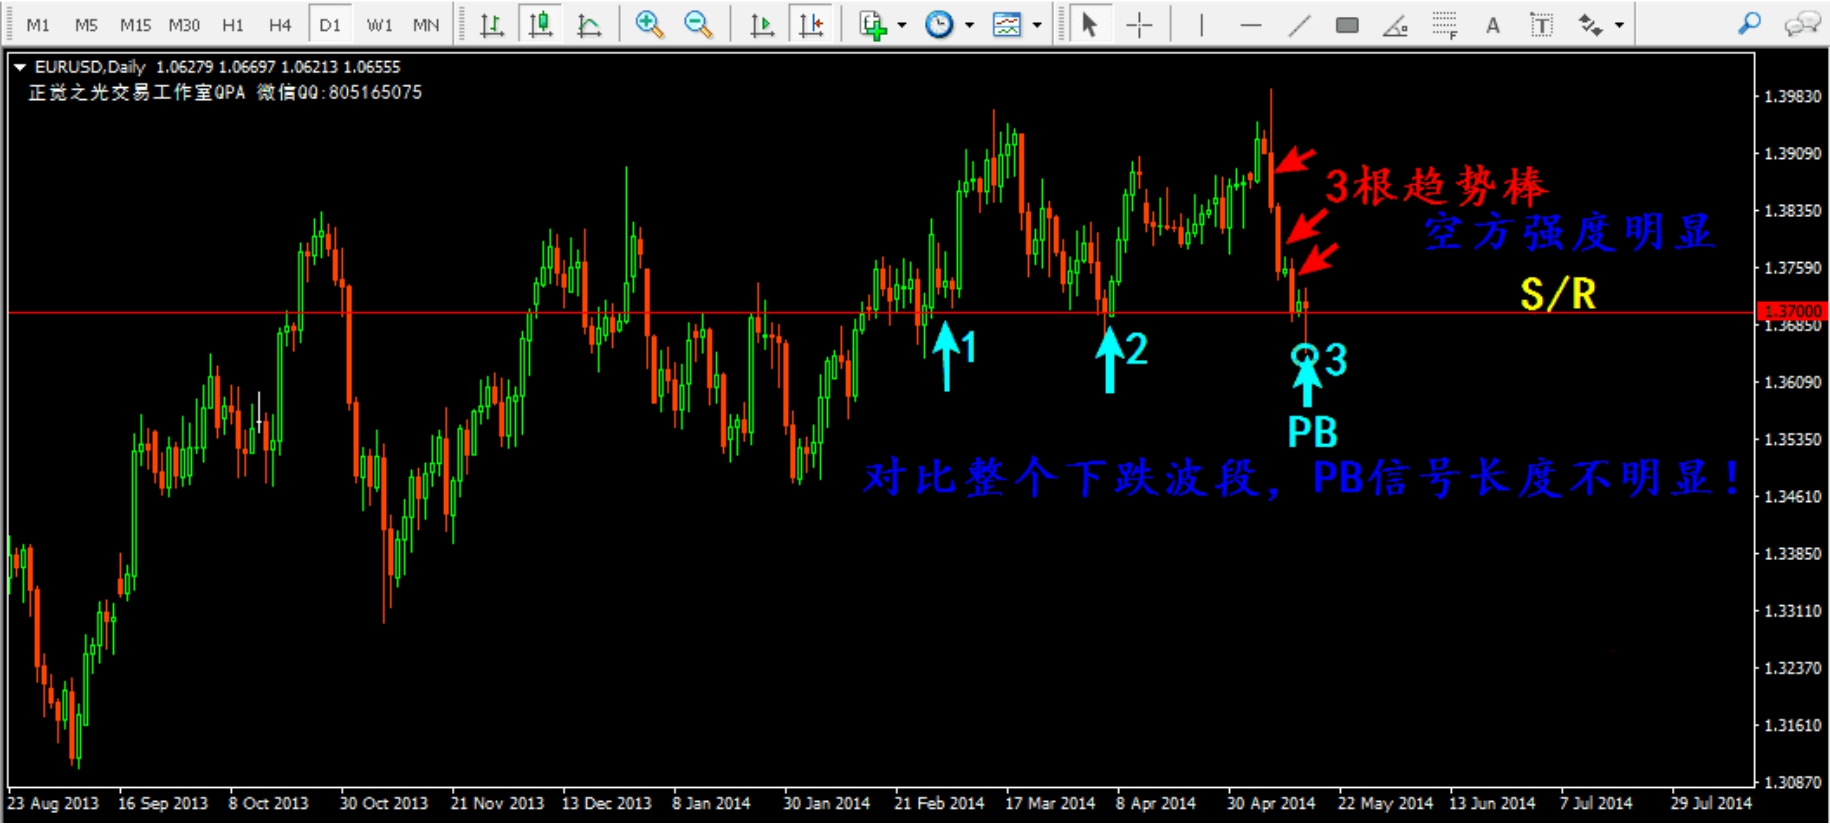 M1 M5 M15 M30 H1 H4 D1 W1 MN
EURUSD,Daily 1.06279 1.06697 1.06213 1.06555
正觉之光交易工作室QPA 微信QQ:805165075
1.39830
1.39090
3根趋势棒
1.38350
空方强度明显
1.37590
S/R
1.37000
1.36850
1
2
3
1.36090
PB
1.35350
对比整个下跌波段，PB信号长度不明显！
1.34610
1.33850
1.33110
1.32370
1.31610
1.30870
23 Aug 2013 16 Sep 2013 8 Oct 2013 30 Oct 2013 21 Nov 2013 13 Dec 2013 8 Jan 2014 30 Jan 2014 21 Feb 2014 17 Mar 2014 8 Apr 2014 30 Apr 2014 22 May 2014 13 Jun 2014 7 Jul 2014 29 Jul 2014